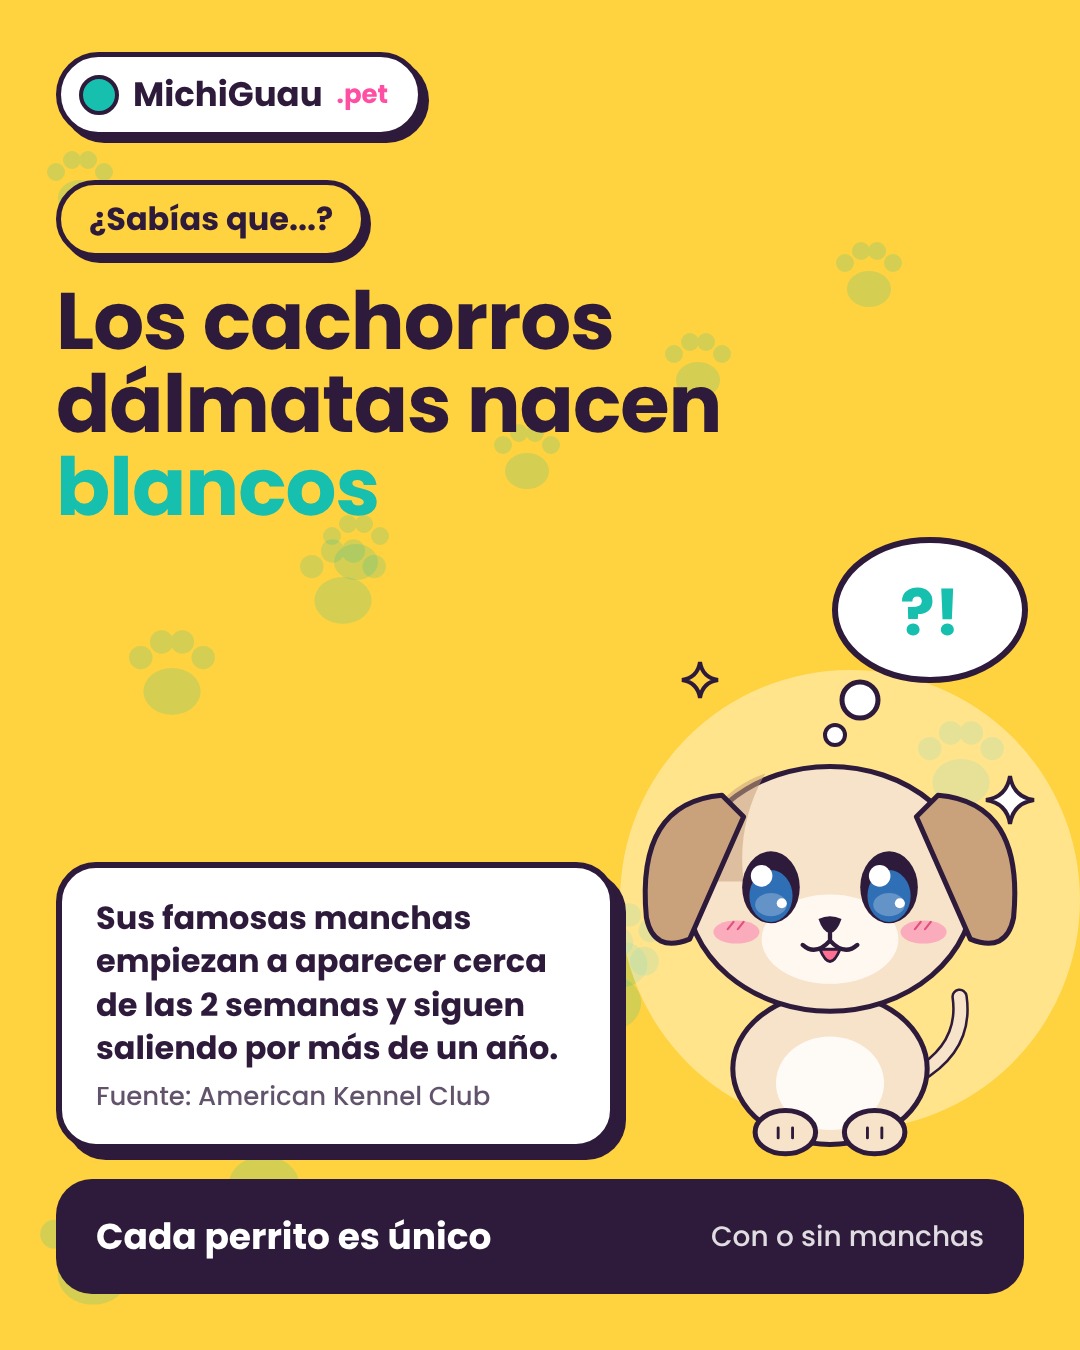 MichiGuau .pet
¿Sabías que...?
Los cachorros
dálmatas nacen
blancos
?!
Sus famosas manchas
empiezan a aparecer cerca
de las 2 semanas y siguen
saliendo por más de un año.
Fuente: American Kennel Club
Cada perrito es único
Con o sin manchas